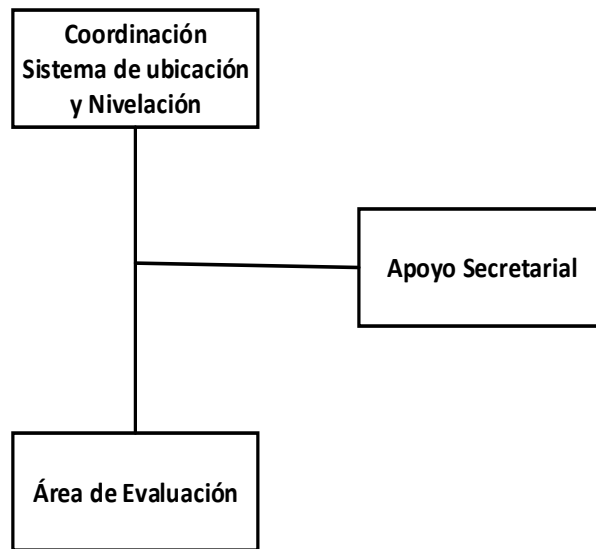 Coordinación
Sistema de ubicación
y Nivelación
Apoyo Secretarial
Área de Evaluación